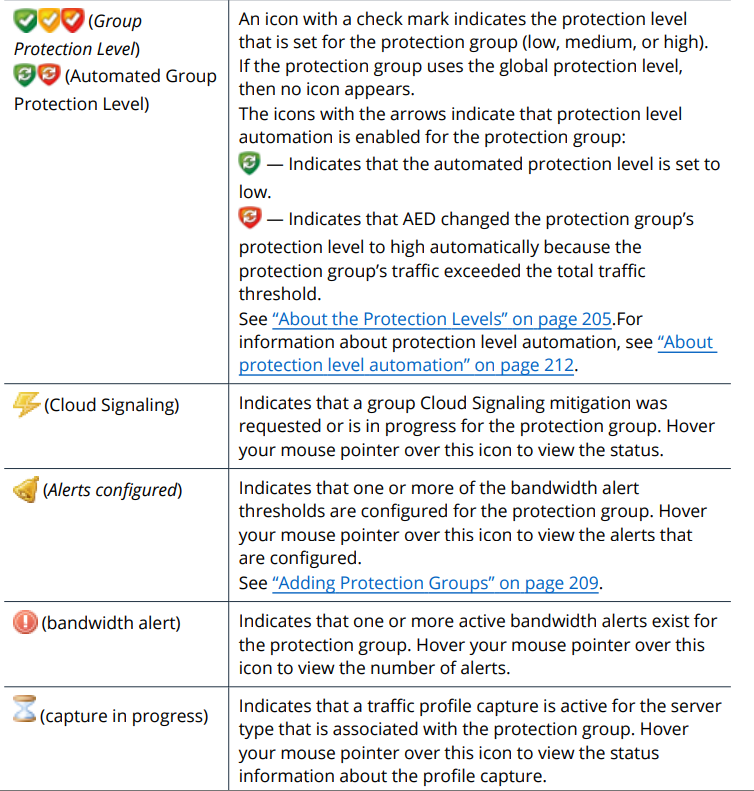 (Group
Protection Level)
(Automated Group
Protection Level)
An icon with a check mark indicates the protection level
that is set for the protection group (low, medium, or high).
If the protection group uses the global protection level,
then no icon appears.
The icons with the arrows indicate that protection level
automation is enabled for the protection group:
— Indicates that the automated protection level is set to
low.
— Indicates that AED changed the protection group’s
protection level to high automatically because the
protection group’s traffic exceeded the total traffic
threshold.
See “About the Protection Levels” on page 205.For
information about protection level automation, see “About
protection level automation” on page 212.
(Cloud Signaling)
Indicates that a group Cloud Signaling mitigation was
requested or is in progress for the protection group. Hover
your mouse pointer over this icon to view the status.
(Alerts configured)
Indicates that one or more of the bandwidth alert
thresholds are configured for the protection group. Hover
your mouse pointer over this icon to view the alerts that
are configured.
See “Adding Protection Groups” on page 209.
(bandwidth alert)
Indicates that one or more active bandwidth alerts exist for
the protection group. Hover your mouse pointer over this
icon to view the number of alerts.
(capture in progress)
Indicates that a traffic profile capture is active for the server
type that is associated with the protection group. Hover
your mouse pointer over this icon to view the status
information about the profile capture.